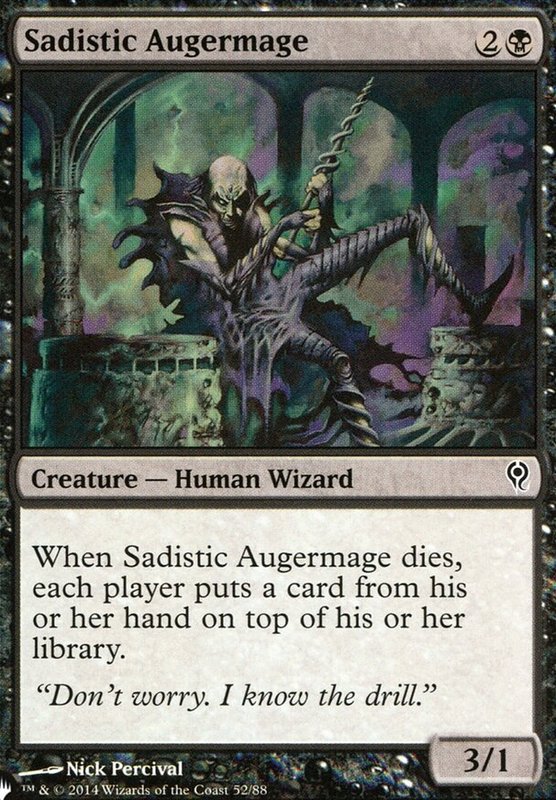 Sadistic Augermage 2
Creature — Human Wizard
When Sadistic Augermage dies,
each player puts a card from his
or her hand on top of his or her
library.
“Don’t worry. I know the drill.”
3/1
Nick Percival
™ & © 2014 Wizards of the Coast 52/88